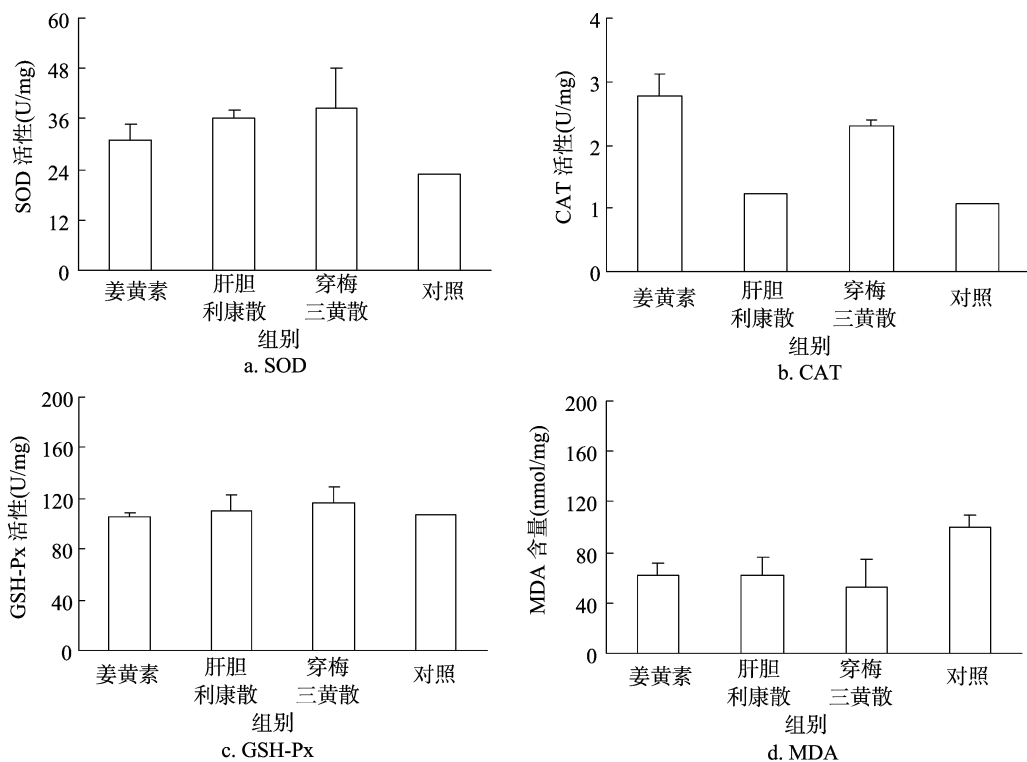 SOD 活性(U/mg)
60
48
36
24
12
0
姜黄素
肝胆
利康散
穿梅
三黄散
对照
组别
a. SOD
CAT 活性(U/mg)
4
3
2
1
0
姜黄素
肝胆
利康散
穿梅
三黄散
对照
组别
b. CAT
GSH-Px 活性(U/mg)
200
160
120
80
40
0
姜黄素
肝胆
利康散
穿梅
三黄散
对照
组别
c. GSH-Px
MDA 含量(nmol/mg)
200
160
120
80
40
0
姜黄素
肝胆
利康散
穿梅
三黄散
对照
组别
d. MDA